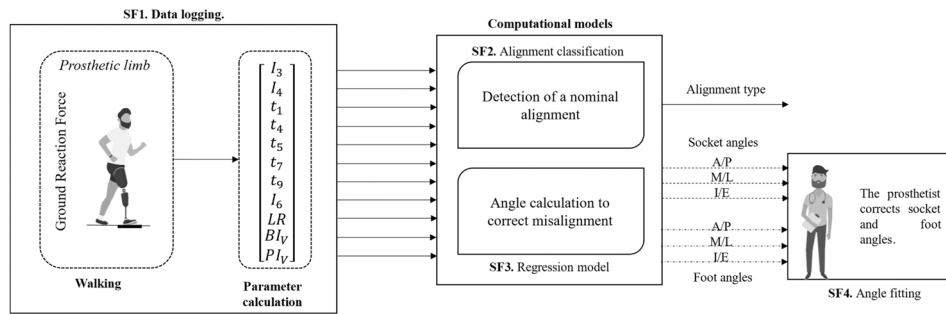 SF1. Data logging.
Prosthetic limb
Ground Reaction Force
Walking
I₃
I₄
t₁
t₄
t₅
t₇
t₉
I₆
LR
BI_V
PI_V
Parameter
calculation
Computational models
SF2. Alignment classification
Detection of a nominal
alignment
Angle calculation to
correct misalignment
SF3. Regression model
Alignment type
Socket angles
A/P
M/L
I/E
A/P
M/L
I/E
Foot angles
The prosthetist
corrects socket
and foot
angles.
SF4. Angle fitting